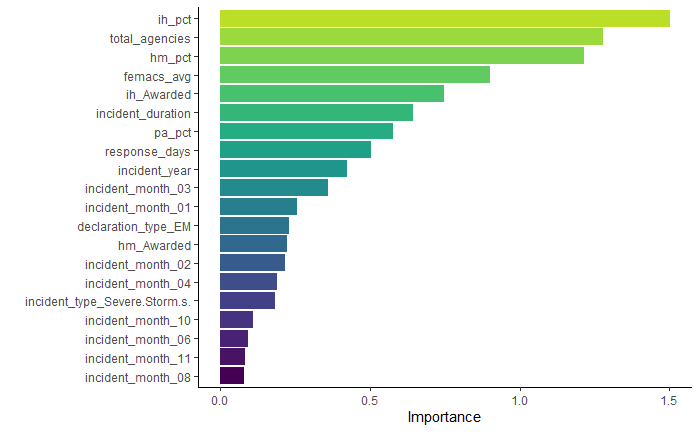 ih_pct
total_agencies
hm_pct
femacs_avg
ih_Awarded
incident_duration
pa_pct
response_days
incident_year
incident_month_03
incident_month_01
declaration_type_EM
hm_Awarded
incident_month_02
incident_month_04
incident_type_Severe.Storm.s.
incident_month_10
incident_month_06
incident_month_11
incident_month_08
0.0 0.5 1.0 1.5
Importance